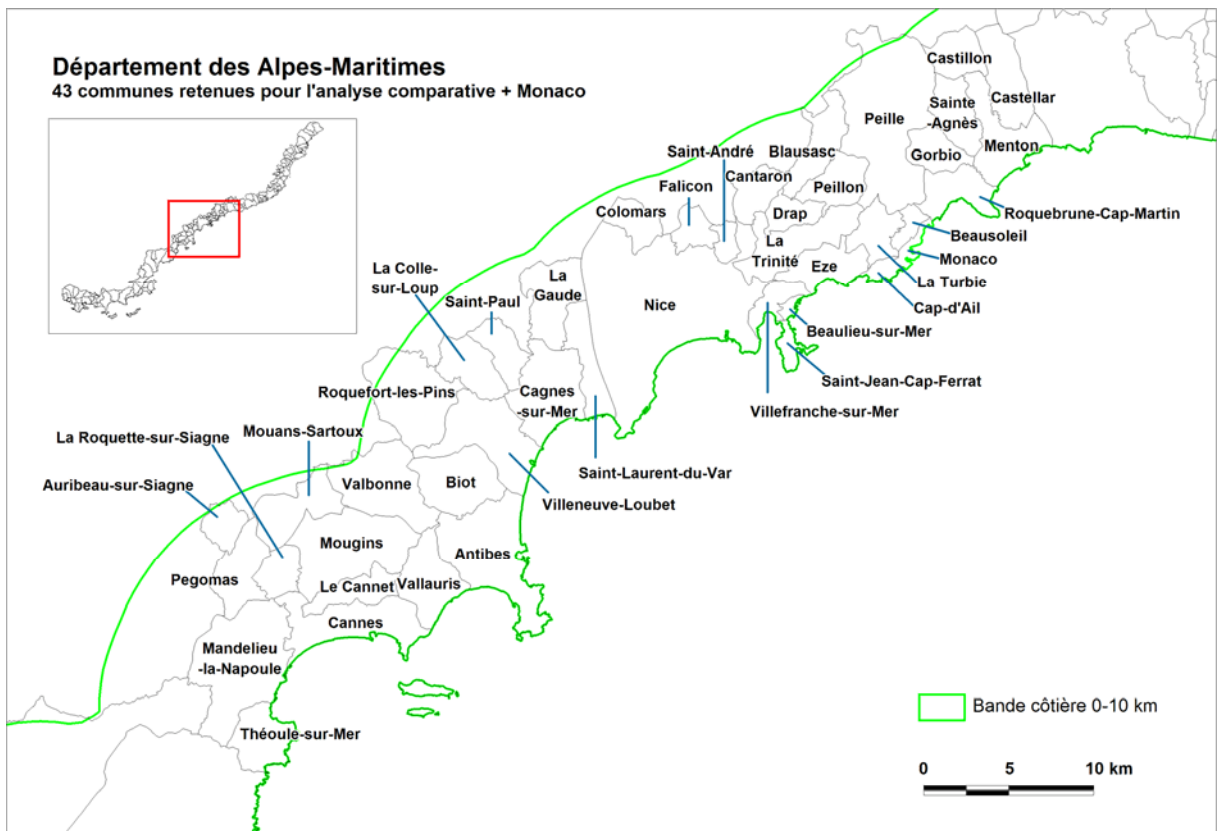 Département des Alpes-Maritimes
43 communes retenues pour l'analyse comparative + Monaco
Castillon
Sainte
-Agnès
Castellar
Peille
Menton
Gorbio
Saint-André
Blausasc
Cantaron
Falicon
Peillon
Colomars
Drap
Roquebrune-Cap-Martin
Beausoleil
La
Trinité
Monaco
Eze
La Turbie
La Colle-
sur-Loup
La
Gaude
Saint-Paul
Nice
Cap-d'Ail
Beaulieu-sur-Mer
Saint-Jean-Cap-Ferrat
Roquefort-les-Pins
Cagnes
-sur-Mer
Villefranche-sur-Mer
La Roquette-sur-Siagne
Mouans-Sartoux
Saint-Laurent-du-Var
Auribeau-sur-Siagne
Valbonne
Biot
Villeneuve-Loubet
Mougins
Antibes
Pegomas
Le Cannet
Vallauris
Cannes
Mandelieu
-la-Napoule
Théoule-sur-Mer
Bande côtière 0-10 km
0 5 10 km